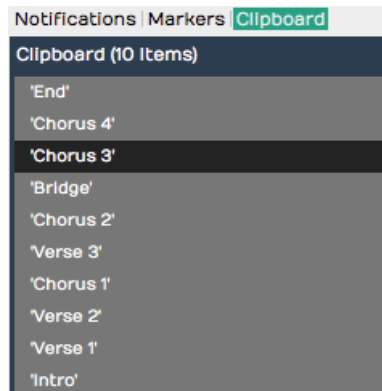 Notifications | Markers | Clipboard
Clipboard (10 Items)
'End'
'Chorus 4'
'Chorus 3'
'Bridge'
'Chorus 2'
'Verse 3'
'Chorus 1'
'Verse 2'
'Verse 1'
'Intro'